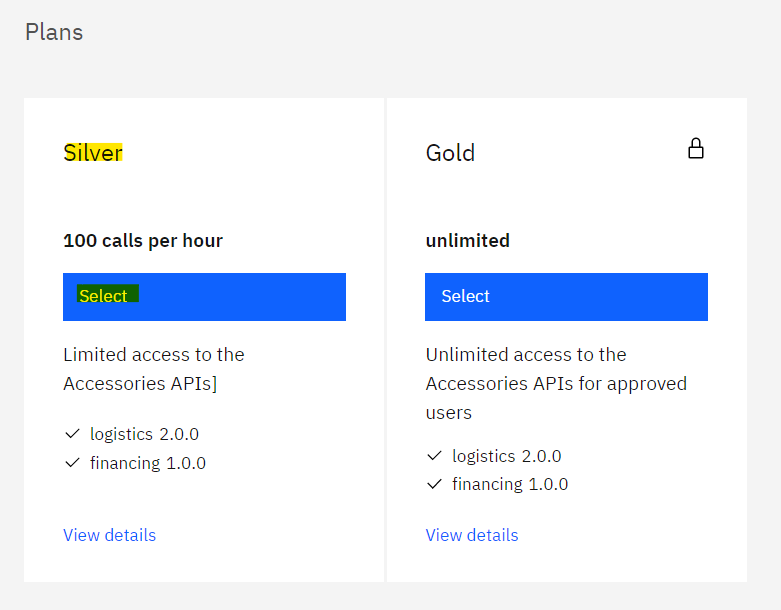 Plans
Silver
100 calls per hour
Select
Limited access to the
Accessories APIs]
logistics 2.0.0
financing 1.0.0
View details
Gold
unlimited
Select
Unlimited access to the
Accessories APIs for approved
users
logistics 2.0.0
financing 1.0.0
View details